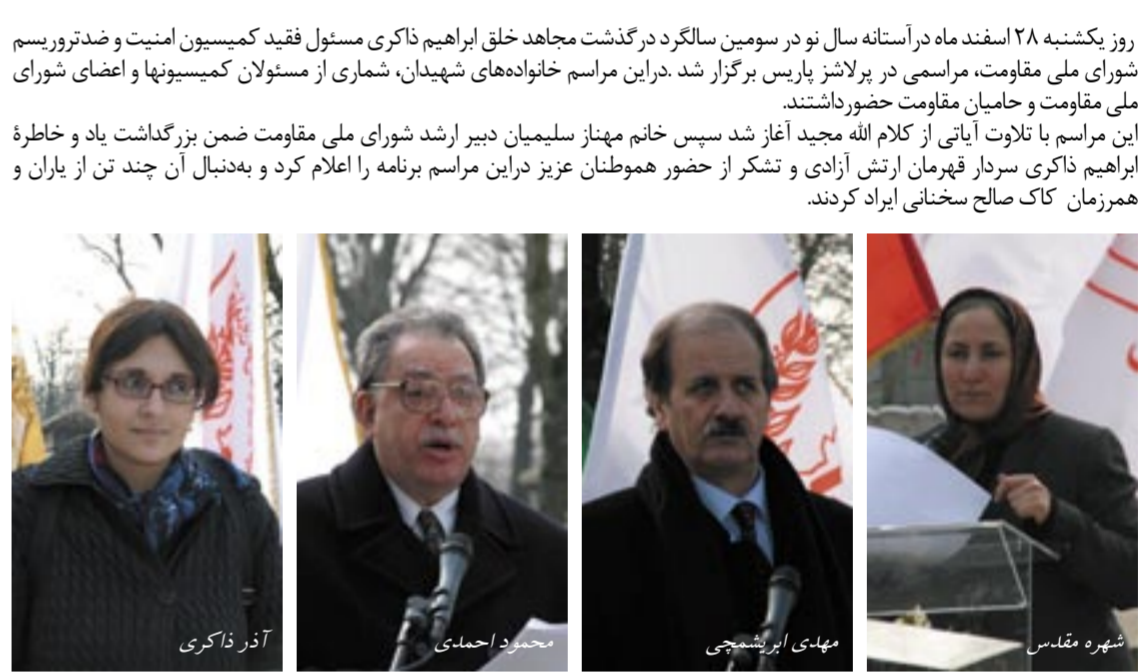 روز یکشنبه ۲۸ اسفند ماه درآستانه سال نو در سومین سالگرد درگذشت مجاهد خلق ابراهیم ذاکری مسئول فقید کمیسیون امنیت و ضدتروریسم
شورای ملی مقاومت، مراسمی در پرلاشز پاریس برگزار شد .دراین مراسم خانواده‌های شهیدان، شماری از مسئولان کمیسیونها و اعضای شورای
ملی مقاومت و حامیان مقاومت حضورداشتند.
این مراسم با تلاوت آیاتی از کلام الله مجید آغاز شد سپس خانم مهناز سلیمیان دبیر ارشد شورای ملی مقاومت ضمن بزرگداشت یاد و خاطرهٔ
ابراهیم ذاکری سردار قهرمان ارتش آزادی و تشکر از حضور هموطنان عزیز دراین مراسم برنامه را اعلام کرد و به‌دنبال آن چند تن از یاران و
همرزمان کاک صالح سخنانی ایراد کردند.
شهره مقدس
مهدی ابریشمچی
محمود احمدی
آذر ذاکری